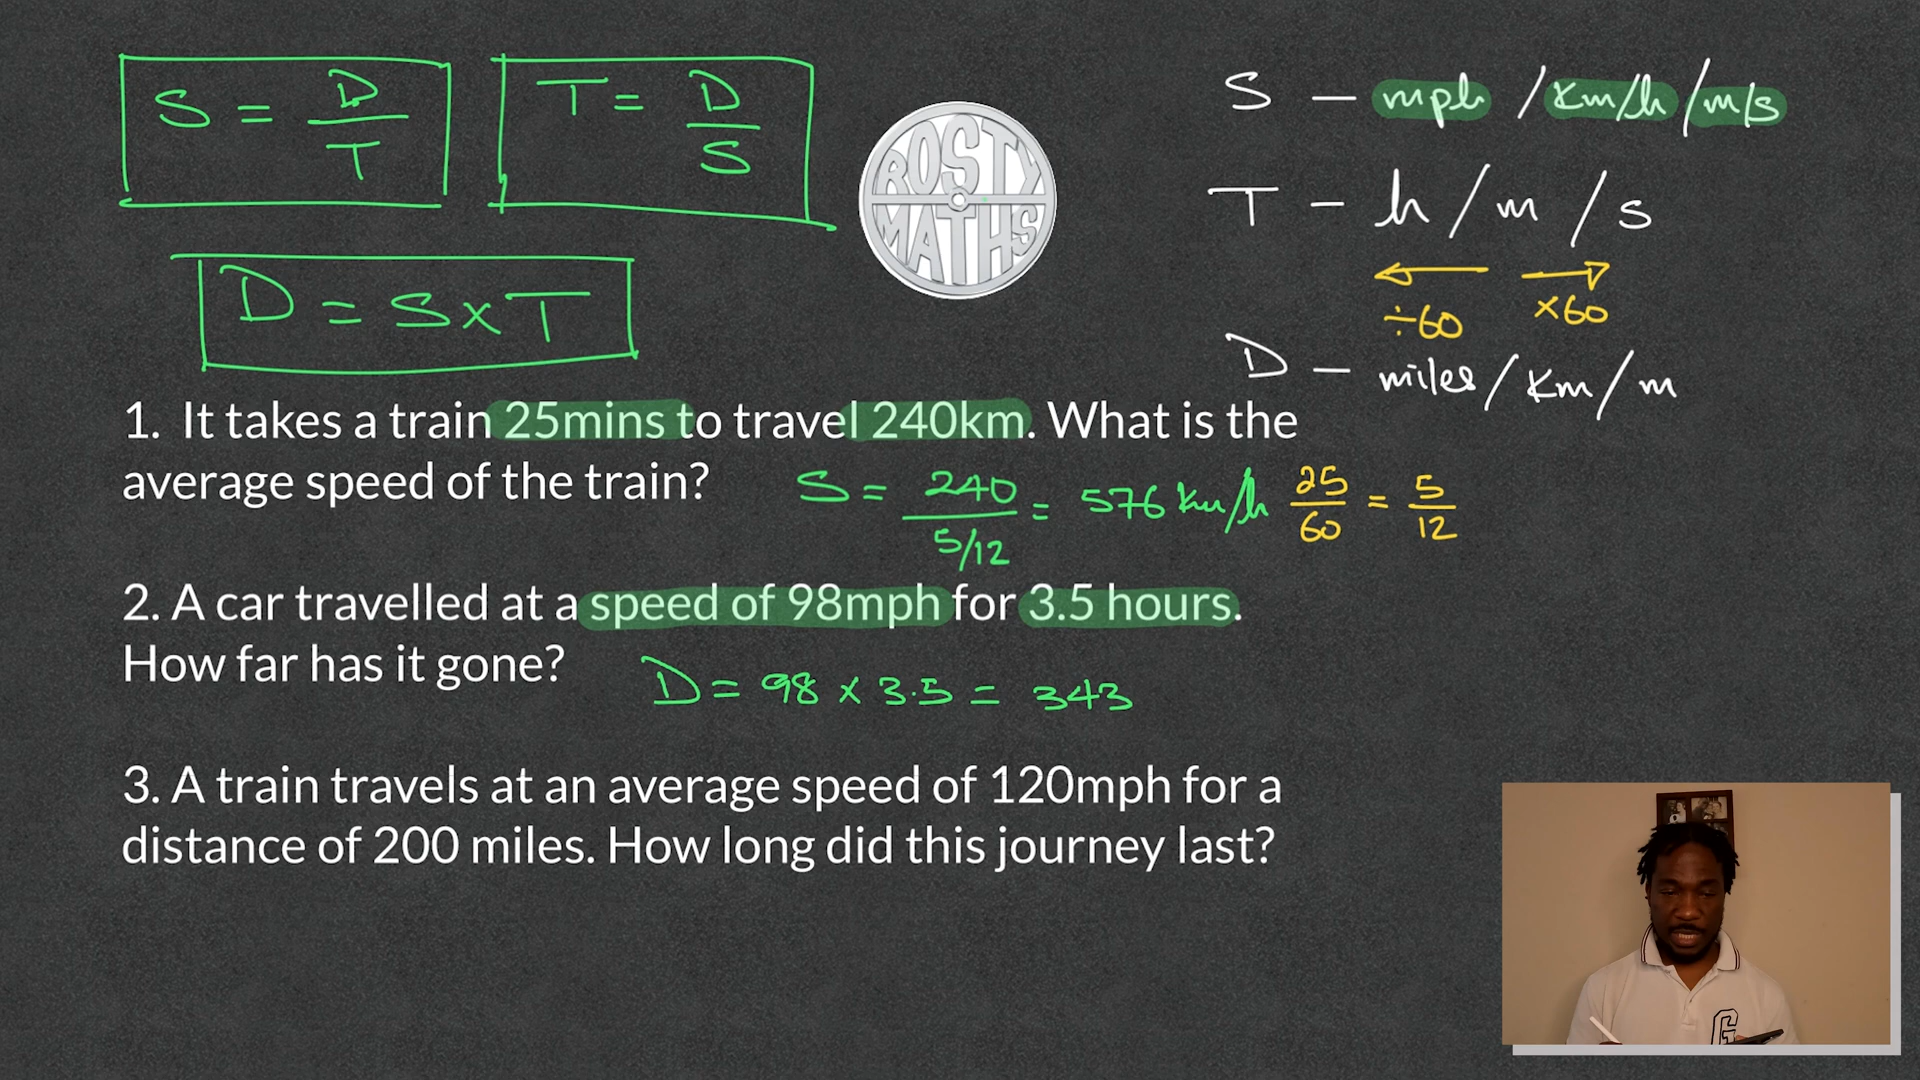 S = D/T
T = D/S
D = S x T
ROSTY MATHS
S – mph / km/h / m/s
T – h / m / s
÷60 x60
D – miles / km / m
1. It takes a train 25mins to travel 240km. What is the
average speed of the train?
S = 240 / 5/12 = 576 km/h 25/60 = 5/12
2. A car travelled at a speed of 98mph for 3.5 hours.
How far has it gone?
D = 98 x 3.5 = 343
3. A train travels at an average speed of 120mph for a
distance of 200 miles. How long did this journey last?
G